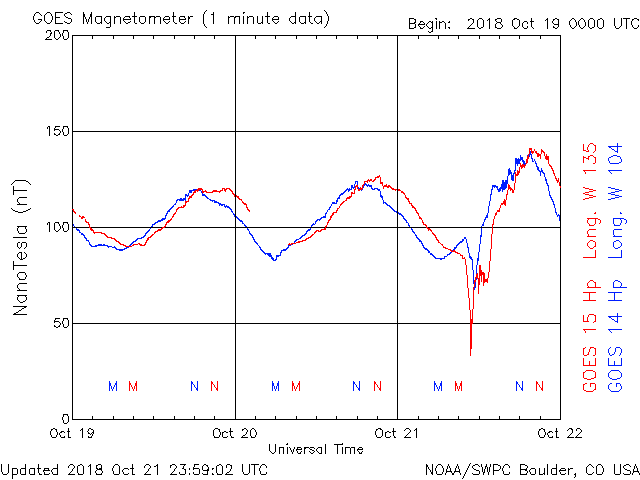 GOES Magnetometer (1 minute data)
Begin: 2018 Oct 19 0000 UTC
200
150
100
50
0
NanoTesla (nT)
M M N N M M N N M M N N
Oct 19 Oct 20 Oct 21 Oct 22
Universal Time
GOES 15 Hp Long. W 135
GOES 14 Hp Long. W 104
Updated 2018 Oct 21 23:59:02 UTC
NOAA/SWPC Boulder, CO USA